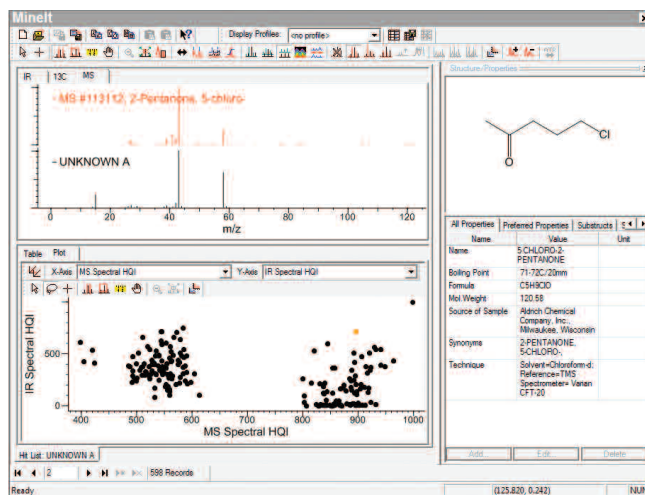 MineIt
Display Profiles: <no profile>
IR 13C MS
- MS #113112, 2-Pentanone, 5-chloro-
- UNKNOWN A
0 20 40 60 80 100 120
m/z
Table Plot
X-Axis MS Spectral HQI Y-Axis IR Spectral HQI
IR Spectral HQI
500
0
400 500 600 700 800 900 1000
MS Spectral HQI
Hit List: UNKNOWN A
2 598 Records
Ready
(125.820, 0.242) NUM
Structure/Properties
Cl
O
All Properties Preferred Properties Substructs
Name Value Unit
Name 5-CHLORO-2-
PENTANONE
Boiling Point 71-72C/20mm
Formula C5H9ClO
Mol.Weight 120.58
Source of Sample Aldrich Chemical
Company, Inc.,
Milwaukee, Wisconsin
Synonyms 2-PENTANONE,
5-CHLORO-;
Technique Solvent=Chloroform-d;
Reference=TMS
Spectrometer= Varian
CFT-20
Add... Edit... Delete